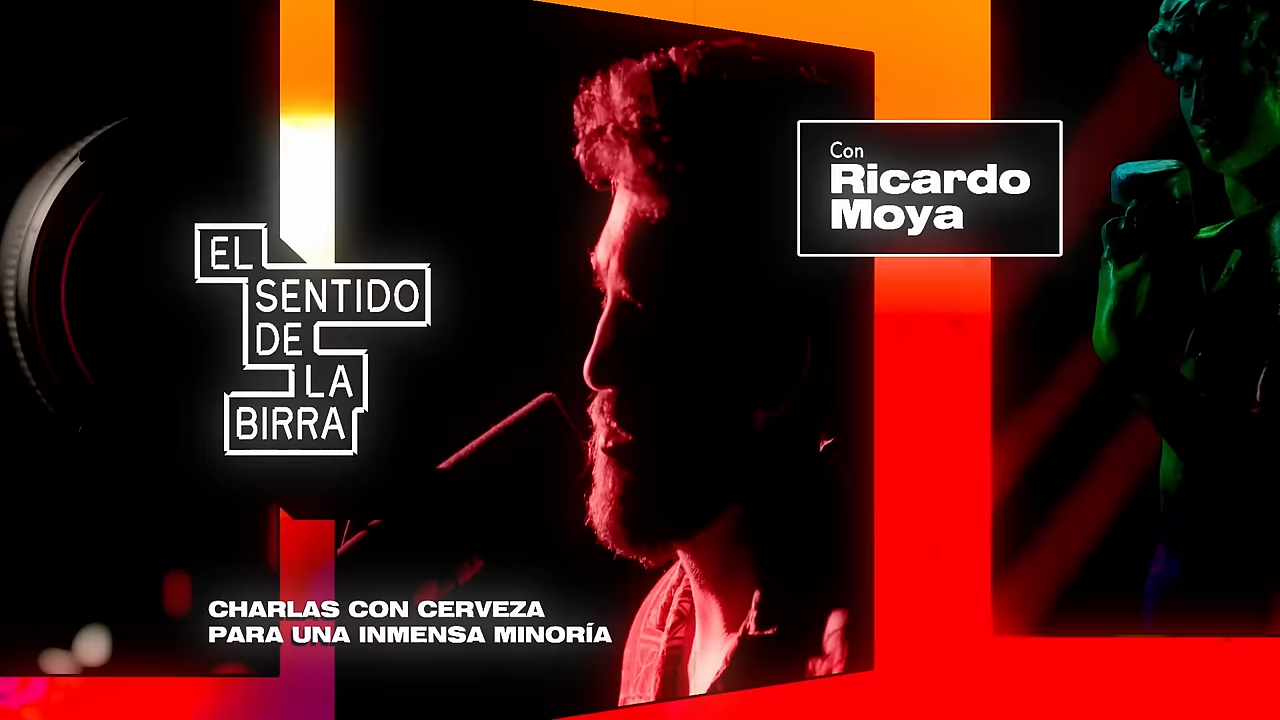 EL
SENTIDO
DE
LA
BIRRA
Con
Ricardo
Moya
CHARLAS CON CERVEZA
PARA UNA INMENSA MINORÍA